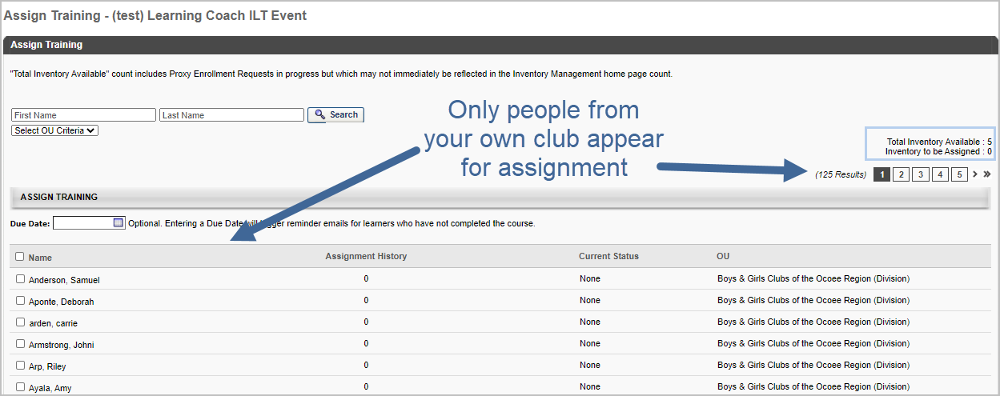 Assign Training - (test) Learning Coach ILT Event
Assign Training
"Total Inventory Available" count includes Proxy Enrollment Requests in progress but which may not immediately be reflected in the Inventory Management home page count.
First Name Last Name Search
Select OU Criteria
Only people from
your own club appear
for assignment
Total Inventory Available : 5
Inventory to be Assigned : 0
(125 Results) 1 2 3 4 5 > »
ASSIGN TRAINING
Due Date: Optional. Entering a Due Date will trigger reminder emails for learners who have not completed the course.
Name Assignment History Current Status OU
Anderson, Samuel 0 None Boys & Girls Clubs of the Ocoee Region (Division)
Aponte, Deborah 0 None Boys & Girls Clubs of the Ocoee Region (Division)
arden, carrie 0 None Boys & Girls Clubs of the Ocoee Region (Division)
Armstrong, Johni 0 None Boys & Girls Clubs of the Ocoee Region (Division)
Arp, Riley 0 None Boys & Girls Clubs of the Ocoee Region (Division)
Ayala, Amy 0 None Boys & Girls Clubs of the Ocoee Region (Division)